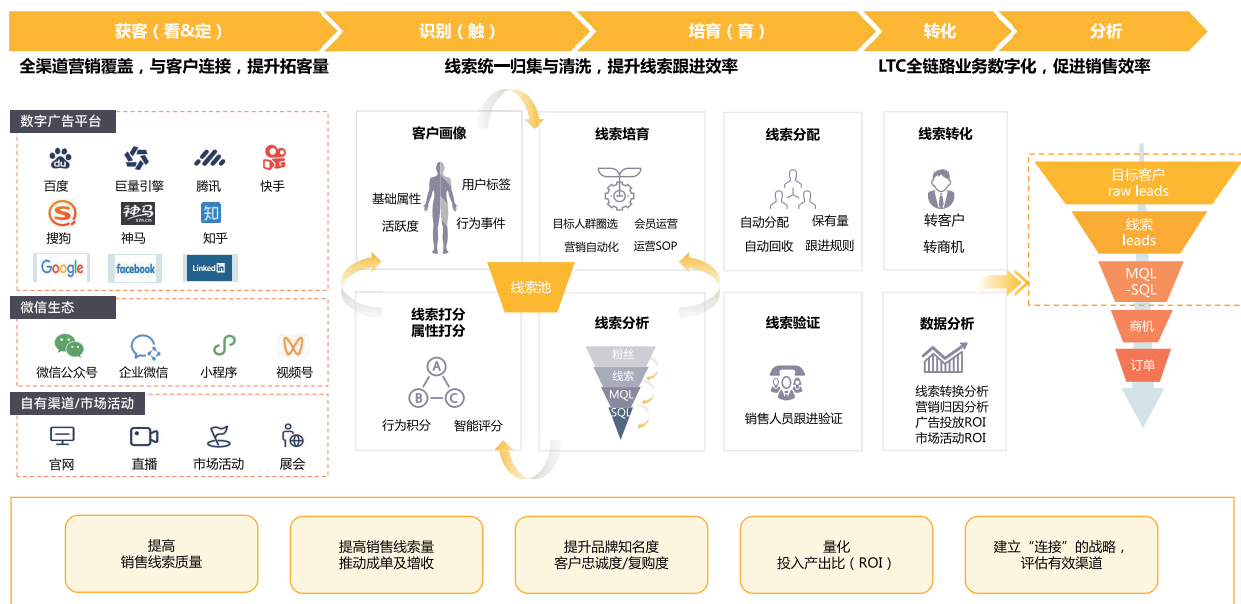 获客（看&定）
识别（触）
培育（育）
转化
分析
全渠道营销覆盖，与客户连接，提升拓客量
线索统一归集与清洗，提升线索跟进效率
LTC全链路业务数字化，促进销售效率
数字广告平台
du
百度
巨量引擎
腾讯
快手
S
神马
sm.cn
知
搜狗
神马
知乎
Google
facebook
Linked in
微信生态
微信公众号
企业微信
小程序
视频号
自有渠道/市场活动
官网
直播
市场活动
展会
客户画像
基础属性
用户标签
活跃度
行为事件
线索培育
目标人群圈选
会员运营
营销自动化
运营SOP
线索池
线索打分
属性打分
A
B
C
行为积分
智能评分
线索分析
粉丝
线索
MQL
SQL
线索分配
自动分配
保有量
自动回收
跟进规则
线索验证
销售人员跟进验证
线索转化
转客户
转商机
数据分析
线索转换分析
营销归因分析
广告投放ROI
市场活动ROI
目标客户
raw leads
线索
leads
MQL
-SQL
商机
订单
提高
销售线索质量
提高销售线索量
推动成单及增收
提升品牌知名度
客户忠诚度/复购度
量化
投入产出比（ROI）
建立“连接”的战略，
评估有效渠道